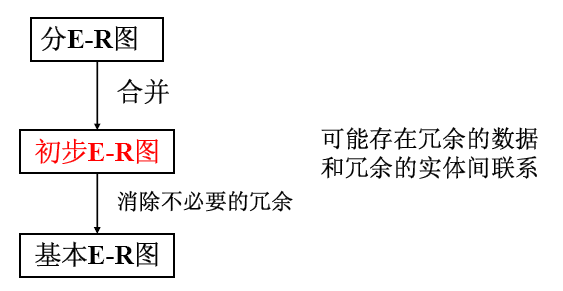 分E-R图
合并
初步E-R图
可能存在冗余的数据
和冗余的实体间联系
消除不必要的冗余
基本E-R图